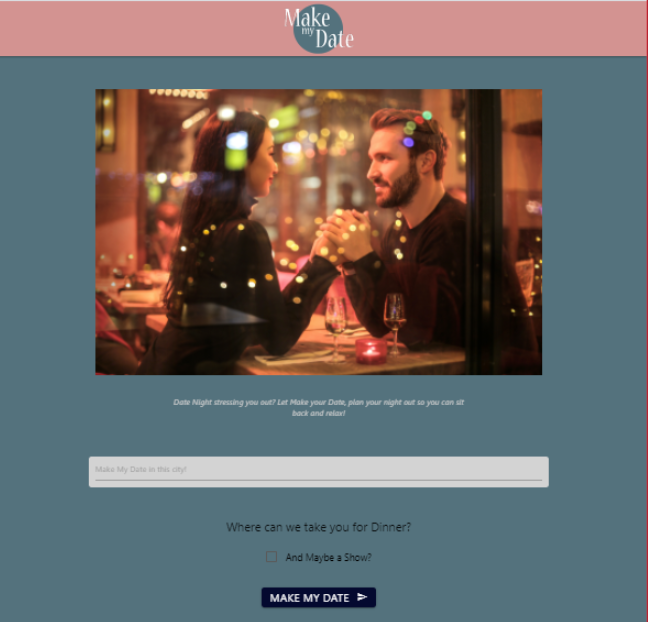 Make
my
Date
Date Night stressing you out? Let Make your Date, plan your night out so you can sit
back and relax!
Make My Date in this city!
Where can we take you for Dinner?
And Maybe a Show?
MAKE MY DATE